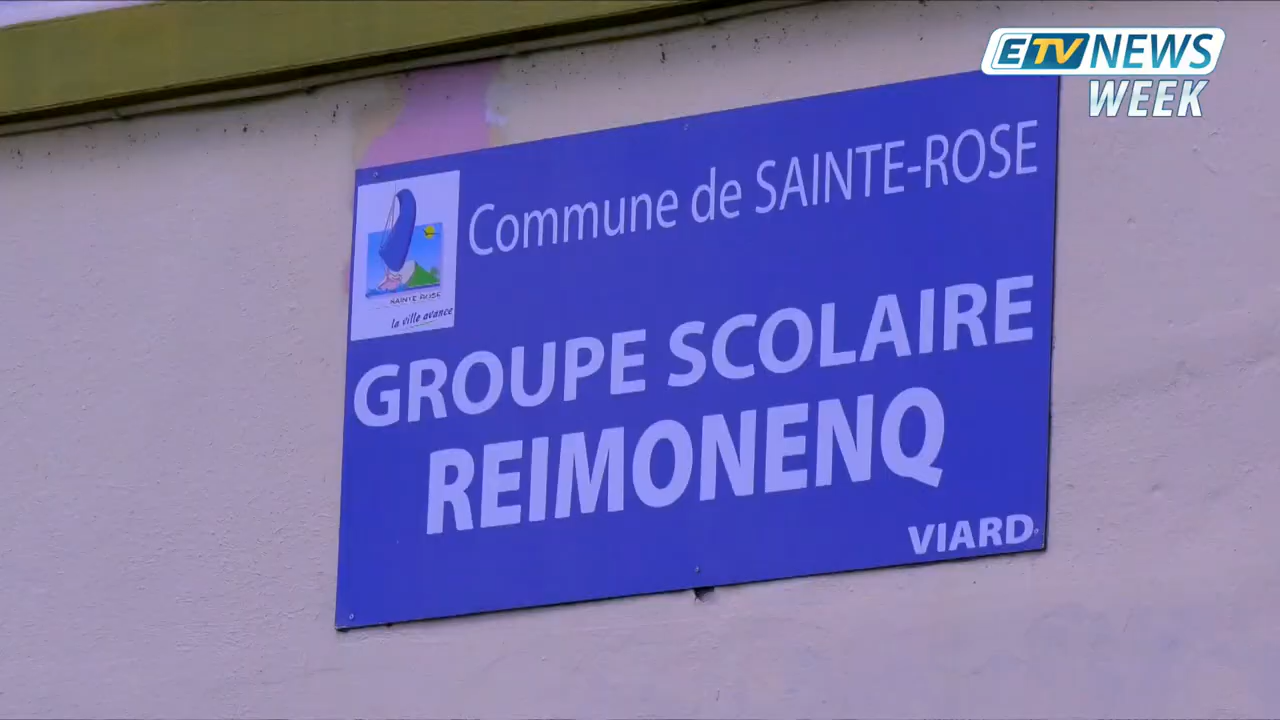 ETV NEWS
WEEK
Commune de SAINTE-ROSE
SAINTE ROSE
la ville avance
GROUPE SCOLAIRE
REIMONENQ
VIARD